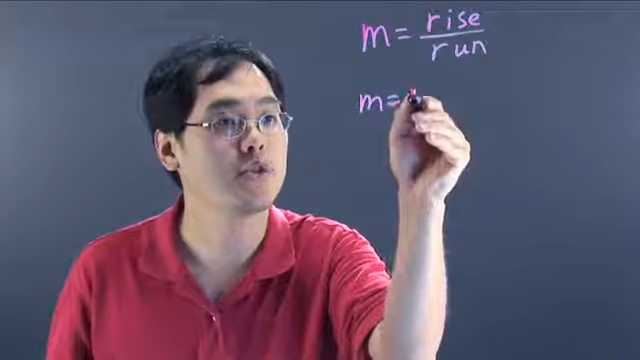 m = rise/run
m =